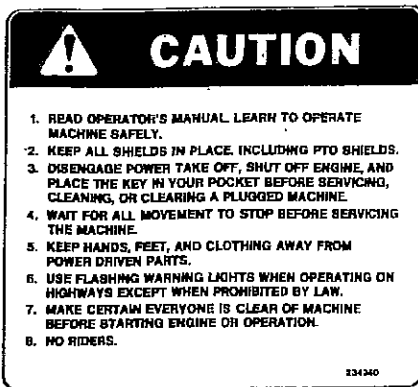 CAUTION
1. READ OPERATOR'S MANUAL. LEARN TO OPERATE
MACHINE SAFELY.
2. KEEP ALL SHIELDS IN PLACE, INCLUDING PTO SHIELDS.
3. DISENGAGE POWER TAKE OFF, SHUT OFF ENGINE, AND
PLACE THE KEY IN YOUR POCKET BEFORE SERVICING,
CLEANING, OR CLEARING A PLUGGED MACHINE.
4. WAIT FOR ALL MOVEMENT TO STOP BEFORE SERVICING
THE MACHINE.
5. KEEP HANDS, FEET, AND CLOTHING AWAY FROM
POWER DRIVEN PARTS.
6. USE FLASHING WARNING LIGHTS WHEN OPERATING ON
HIGHWAYS EXCEPT WHEN PROHIBITED BY LAW.
7. MAKE CERTAIN EVERYONE IS CLEAR OF MACHINE
BEFORE STARTING ENGINE OR OPERATION.
8. NO RIDERS.
234340